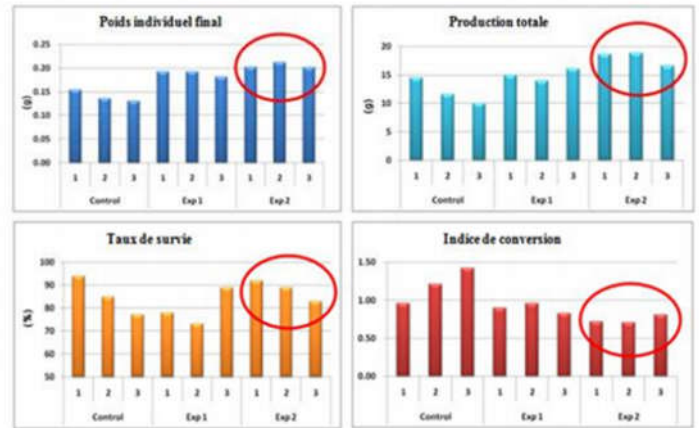 Poids individuel final
0.25
0.20
0.15
0.10
0.05
0.00
(g)
1 2 3 1 2 3 1 2 3
Control Exp 1 Exp 2
Production totale
20
15
10
5
0
(g)
1 2 3 1 2 3 1 2 3
Control Exp 1 Exp 2
Taux de survie
100
90
80
70
60
50
(%)
1 2 3 1 2 3 1 2 3
Control Exp 1 Exp 2
Indice de conversion
1.50
1.00
0.50
0.00
1 2 3 1 2 3 1 2 3
Control Exp 1 Exp 2